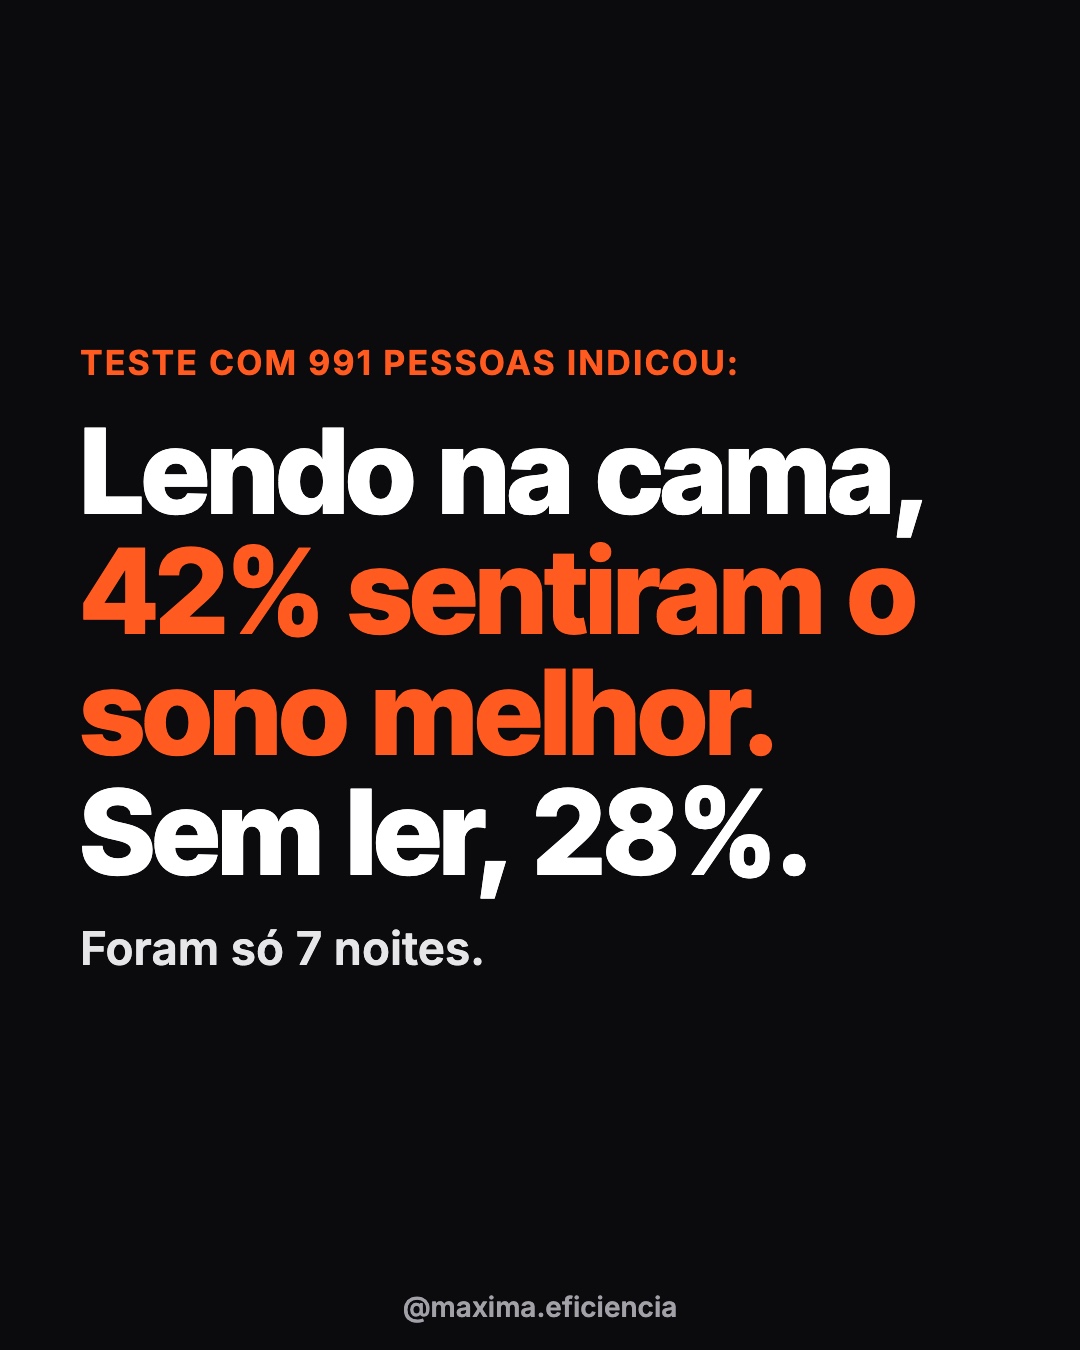 TESTE COM 991 PESSOAS INDICOU:
Lendo na cama,
42% sentiram o
sono melhor.
Sem ler, 28%.
Foram só 7 noites.
@maxima.eficiencia